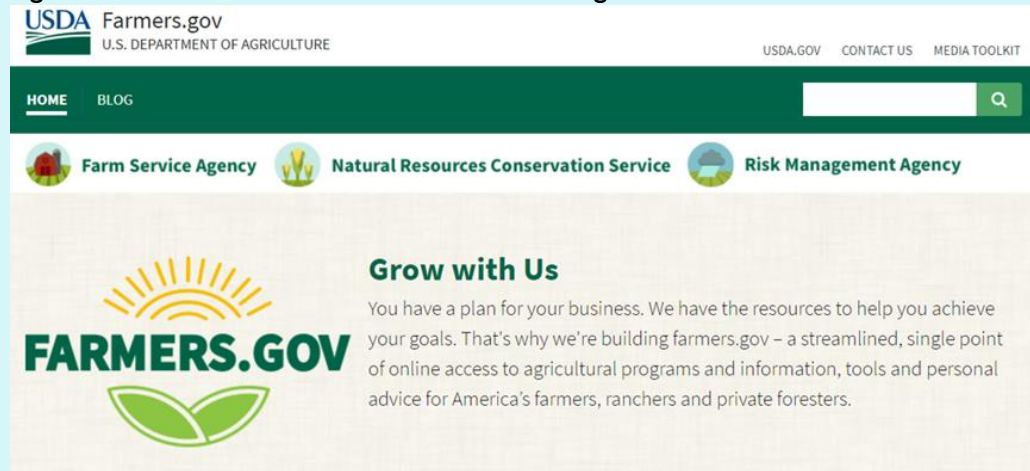 USDA Farmers.gov
U.S. DEPARTMENT OF AGRICULTURE
USDA.GOV CONTACT US MEDIA TOOLKIT
HOME BLOG
Farm Service Agency Natural Resources Conservation Service Risk Management Agency
FARMERS.GOV
Grow with Us
You have a plan for your business. We have the resources to help you achieve
your goals. That's why we're building farmers.gov – a streamlined, single point
of online access to agricultural programs and information, tools and personal
advice for America's farmers, ranchers and private foresters.